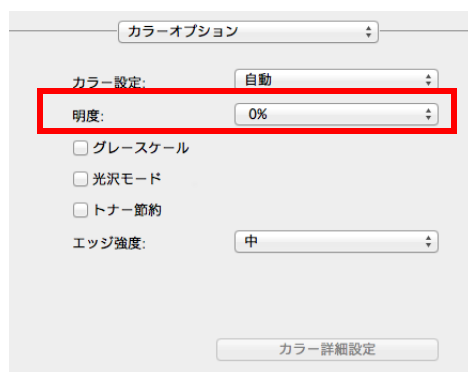 カラーオプション
カラー設定: 自動
明度: 0%
グレースケール
光沢モード
トナー節約
エッジ強度: 中
カラー詳細設定